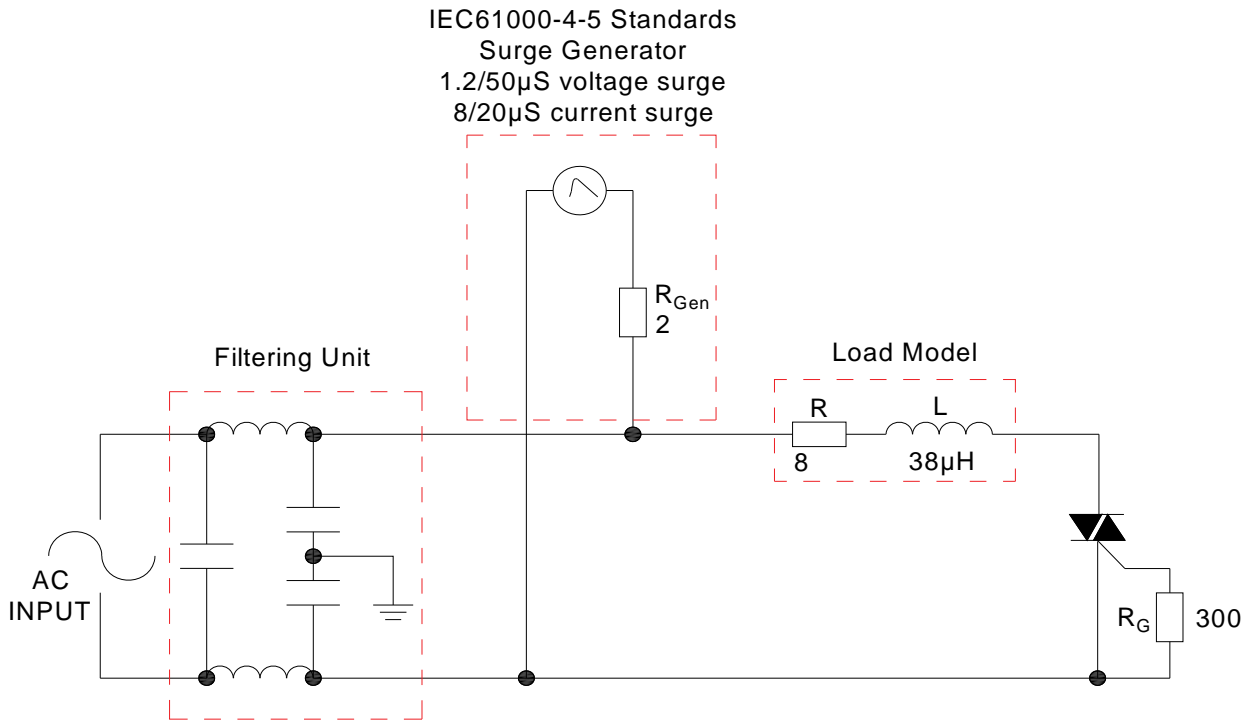 IEC61000-4-5 Standards
Surge Generator
1.2/50µS voltage surge
8/20µS current surge
R_Gen
2
Filtering Unit
Load Model
R
L
8
38µH
AC
INPUT
R_G
300